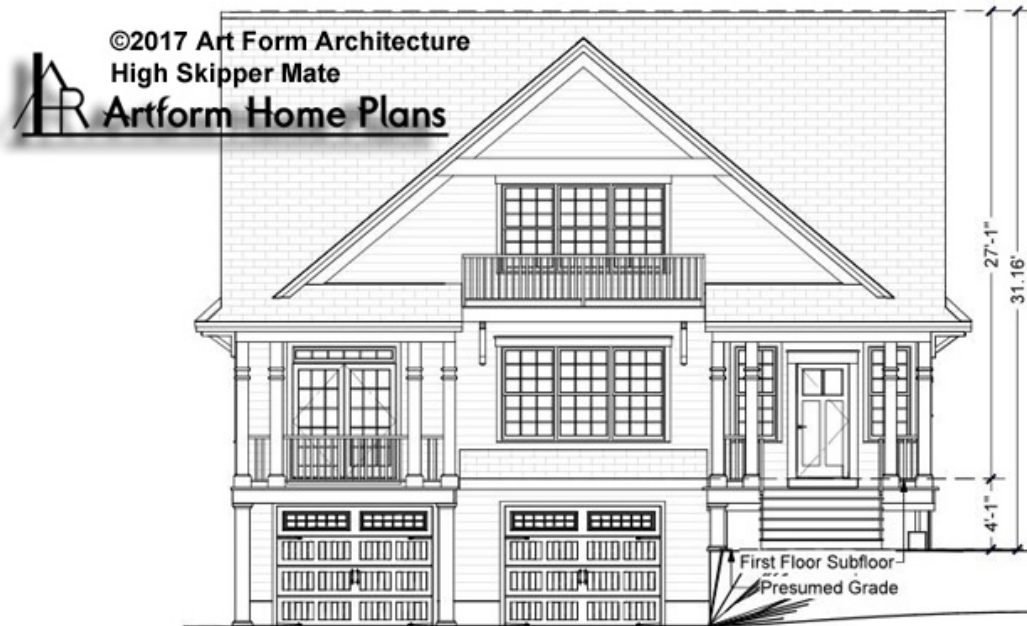 ©2017 Art Form Architecture
High Skipper Mate
AFR Artform Home Plans
27'-1"
31.16'
4'-1"
First Floor Subfloor
Presumed Grade